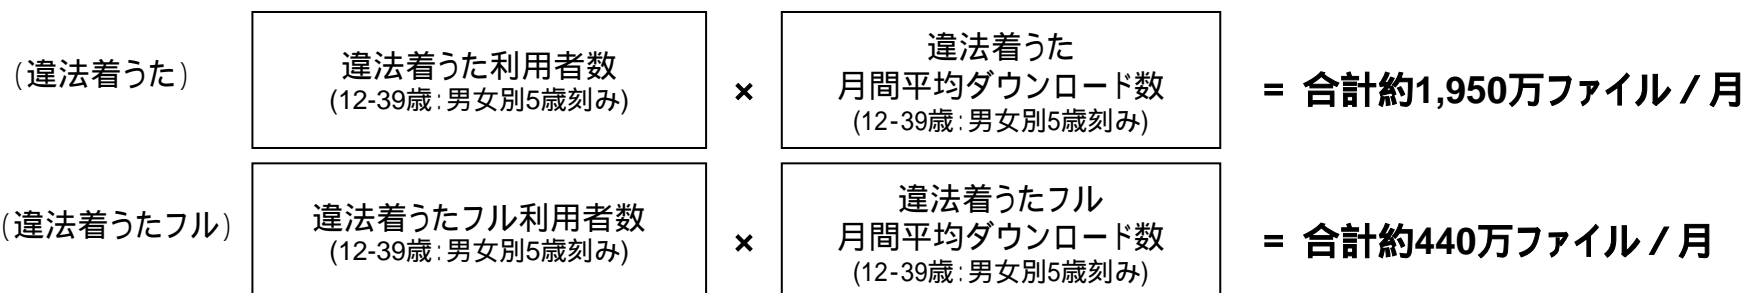 (違法着うた)
違法着うた利用者数
(12-39歳:男女別5歳刻み)
×
違法着うた
月間平均ダウンロード数
(12-39歳:男女別5歳刻み)
= 合計約1,950万ファイル／月
(違法着うたフル)
違法着うたフル利用者数
(12-39歳:男女別5歳刻み)
×
違法着うたフル
月間平均ダウンロード数
(12-39歳:男女別5歳刻み)
= 合計約440万ファイル／月